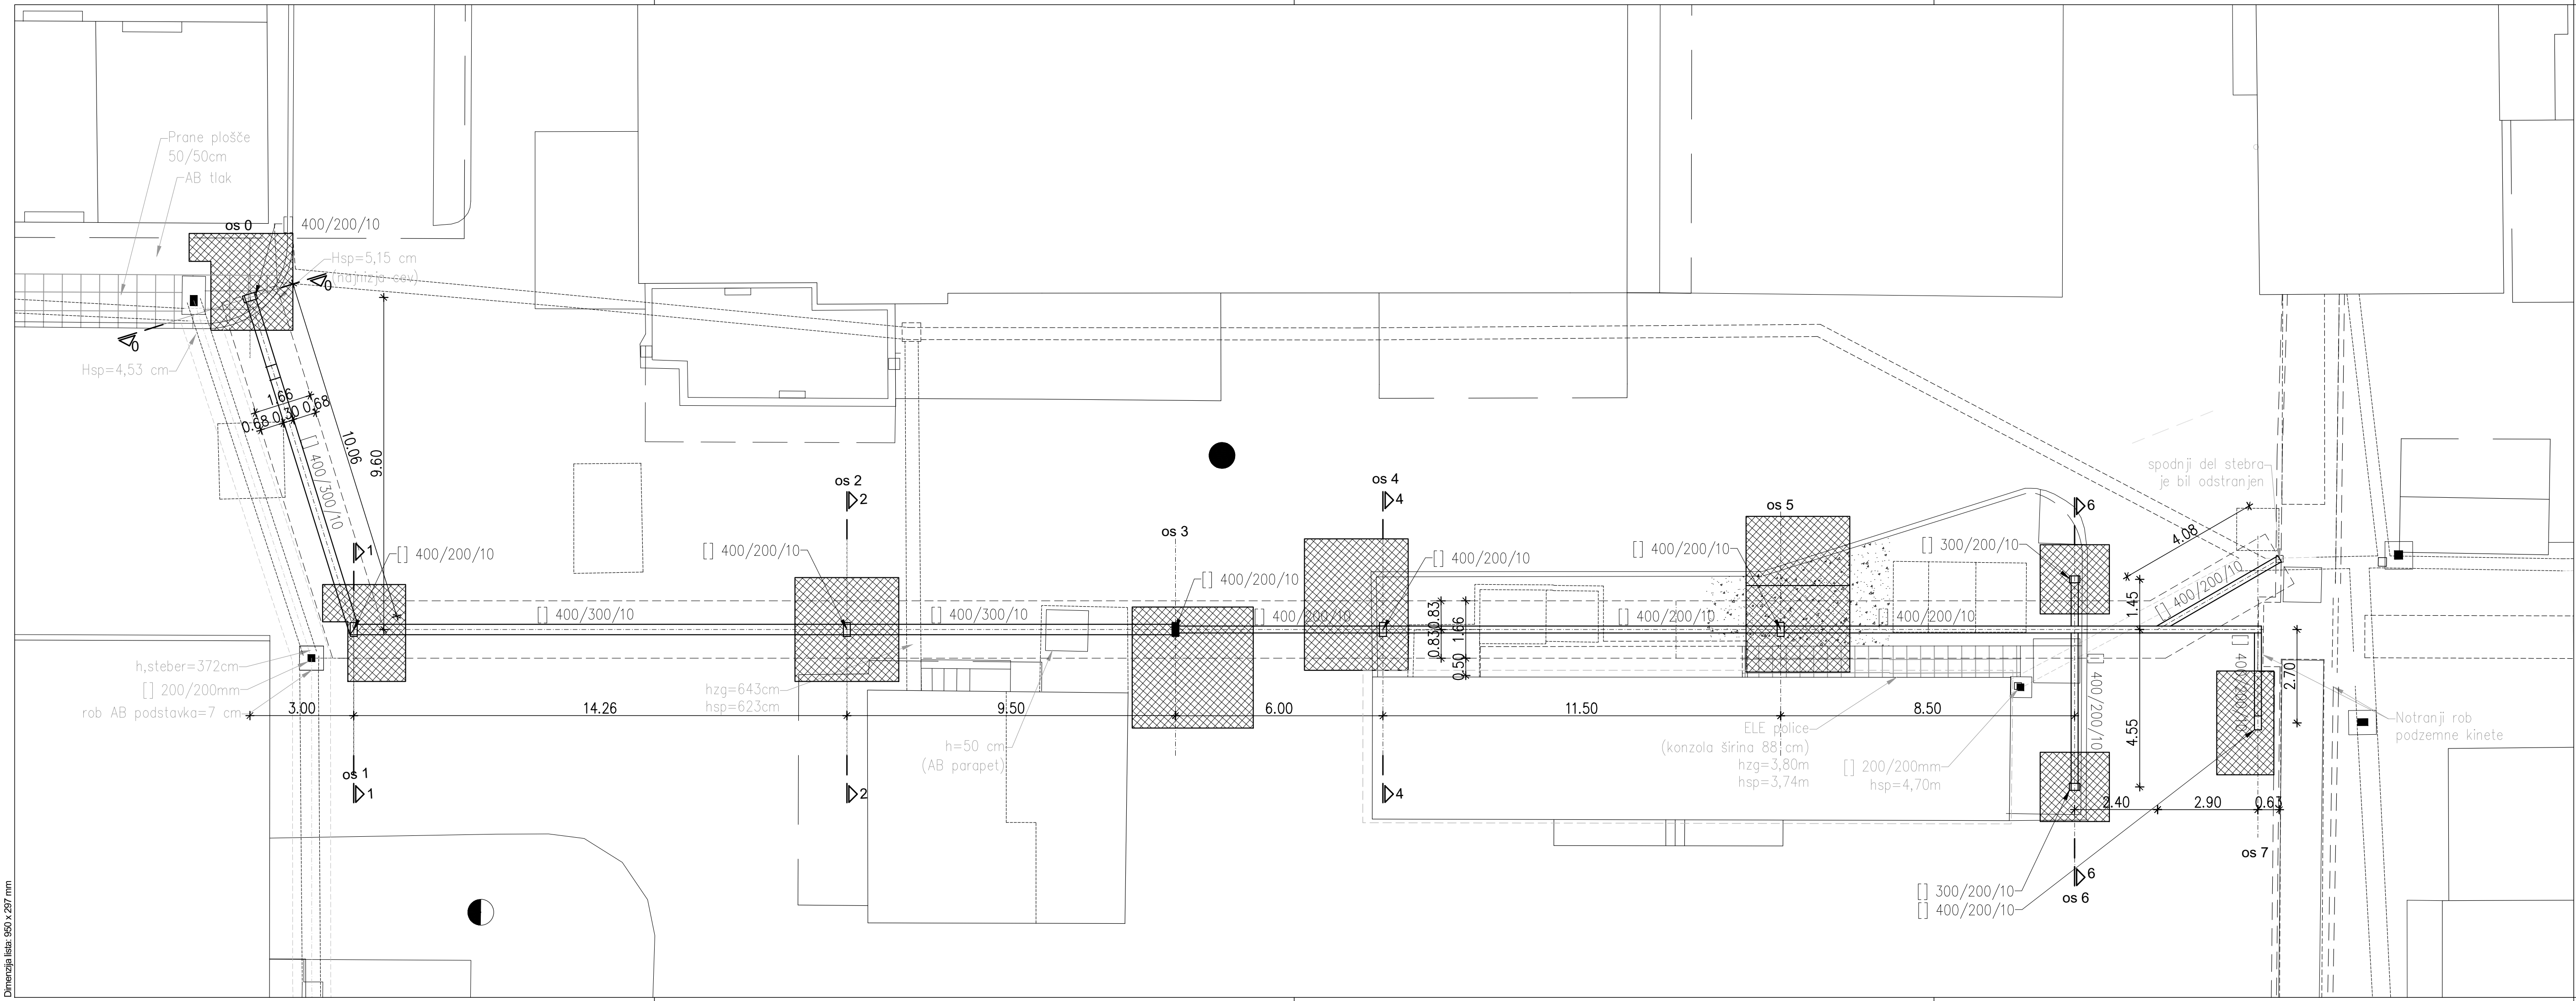 Prane plošče
50/50cm
AB tlak
os 0
400/200/10
Hsp=5,15 cm
(najnižja cev)
0
0
Hsp=4,53 cm
1.66
0.68 0.30 0.68
10.06
9.60
[] 400/300/10
os 2
2
os 4
4
os 5
6
spodnji del stebra
je bil odstranjen
4.08
os 3
1
[] 400/200/10
[] 400/200/10
[] 400/200/10
[] 400/200/10
[] 400/200/10
[] 300/200/10
[] 400/200/10
[] 400/300/10
[] 400/300/10
[] 400/200/10
[] 400/200/10
[] 400/200/10
0.83
0.83
1.66
0.50
1.45
h,steber=372cm
[] 200/200mm
rob AB podstavka=7 cm
hzg=643cm
hsp=623cm
[] 400/200/10
[] 400/200/10
2.70
3.00
14.26
9.50
6.00
11.50
8.50
4.55
h=50 cm
(AB parapet)
ELE police
(konzola širina 88 cm)
hzg=3,80m
hsp=3,74m
[] 200/200mm
hsp=4,70m
Notranji rob
podzemne kinete
os 1
1
2
4
2.40
2.90
0.63
os 7
6
[] 300/200/10
[] 400/200/10
os 6
Dimenzija lista: 950 x 297 mm